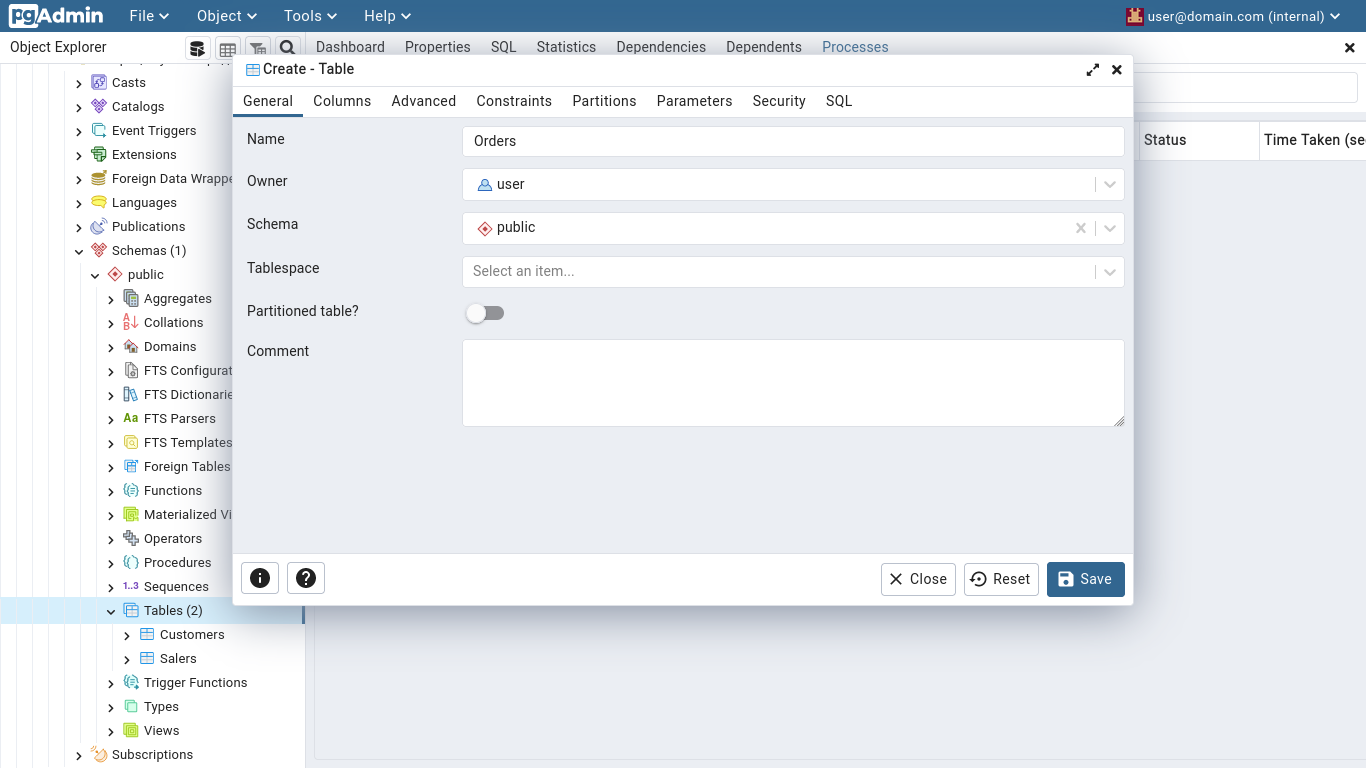 pgAdmin File Object Tools Help user@domain.com (internal)
Object Explorer
Dashboard Properties SQL Statistics Dependencies Dependents Processes
Create - Table
General Columns Advanced Constraints Partitions Parameters Security SQL
Name Orders
Owner user
Schema public
Tablespace Select an item...
Partitioned table?
Comment
Close Reset Save
Status Time Taken (se
Casts
Catalogs
Event Triggers
Extensions
Foreign Data Wrappe
Languages
Publications
Schemas (1)
public
Aggregates
Collations
Domains
FTS Configurat
FTS Dictionarie
Aa FTS Parsers
FTS Templates
Foreign Tables
Functions
Materialized Vi
Operators
Procedures
1..3 Sequences
Tables (2)
Customers
Salers
Trigger Functions
Types
Views
Subscriptions